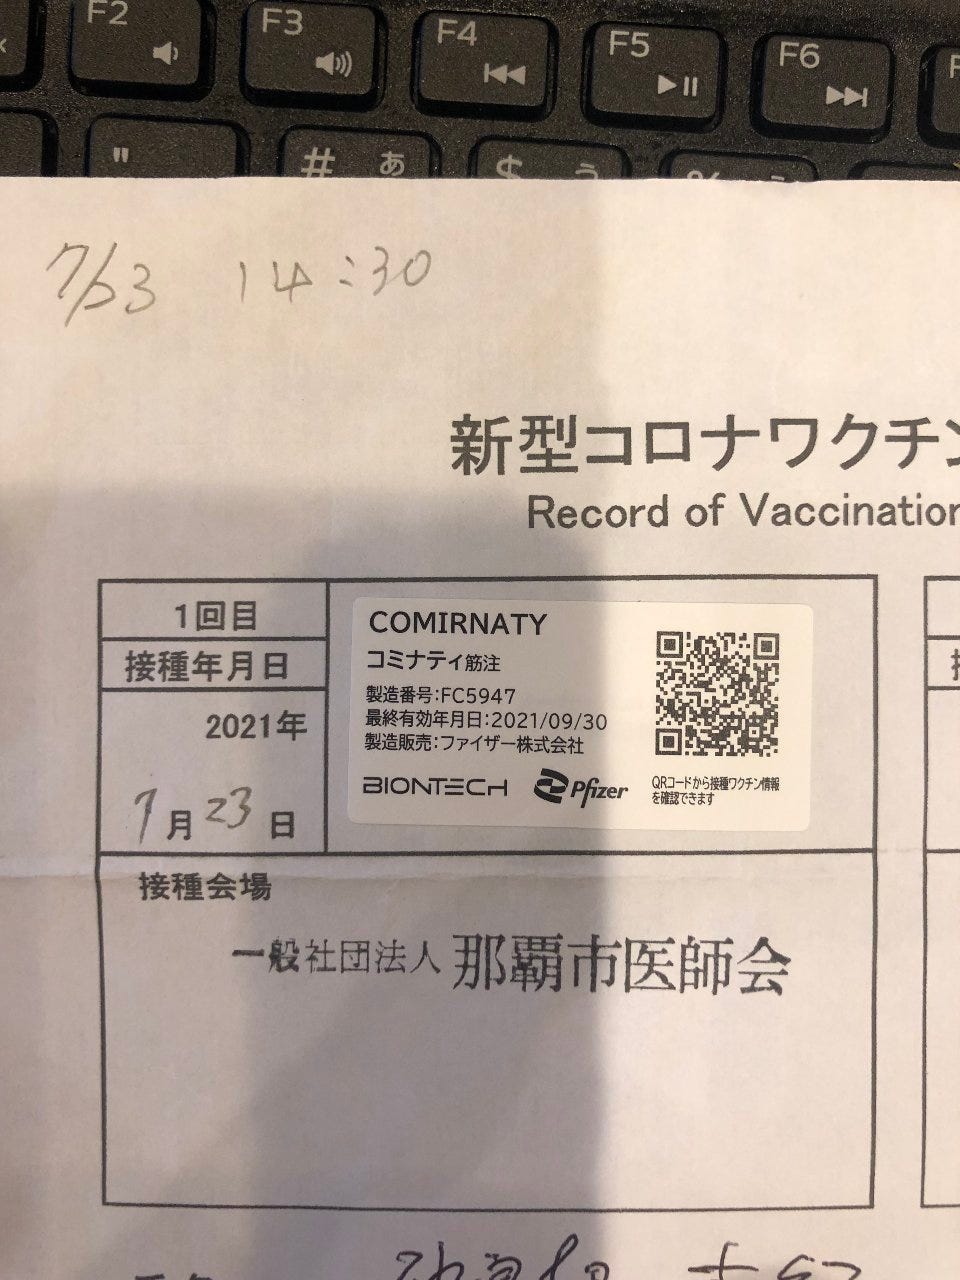 F2 F3 F4 F5 F6
" # あ $ う %
7/23 14:30
新型コロナワクチン
Record of Vaccination
1回目
接種年月日
2021年
7月23日
COMIRNATY
コミナティ筋注
製造番号:FC5947
最終有効年月日:2021/09/30
製造販売:ファイザー株式会社
BIONTECH Pfizer
QRコードから接種ワクチン情報
を確認できます
接種会場
一般社団法人 那覇市医師会